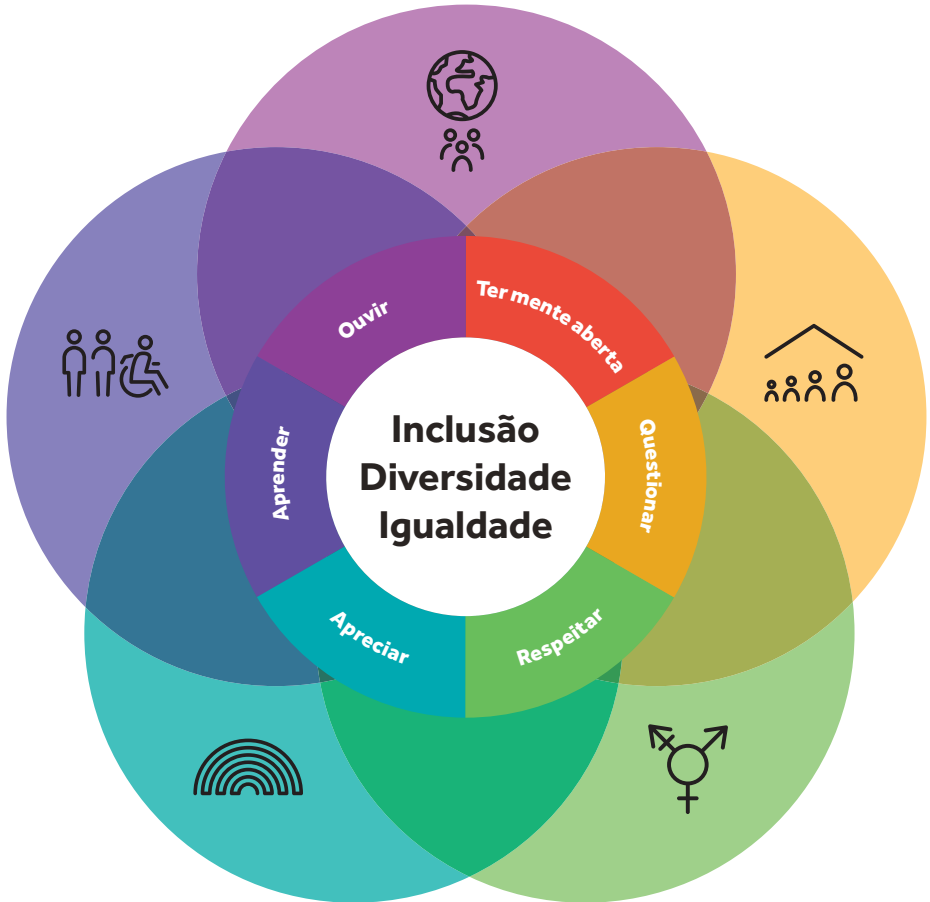 Inclusão
Diversidade
Igualdade
Ter mente aberta
Questionar
Respeitar
Apreciar
Aprender
Ouvir